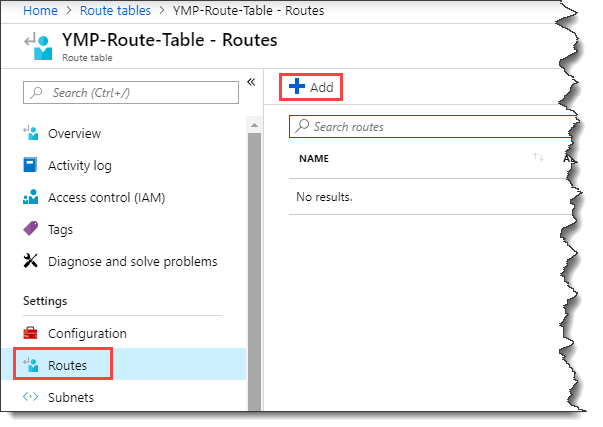 Home > Route tables > YMP-Route-Table - Routes
YMP-Route-Table - Routes
Route table
Search (Ctrl+/)
«
Overview
Activity log
Access control (IAM)
Tags
Diagnose and solve problems
Settings
Configuration
Routes
Subnets
Add
Search routes
NAME
No results.